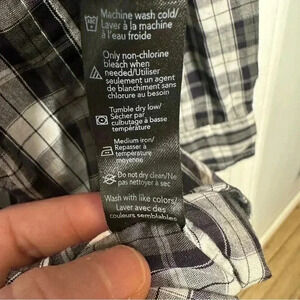 Machine wash cold/
Laver à la machine
à l'eau froide
Only non-chlorine
bleach when
needed/Utiliser
seulement un agent
de blanchiment sans
chlorure au besoin
Tumble dry low/
Sécher par
culbutage à basse
température
Medium iron/
Repasser à
température
moyenne
Do not dry clean/Ne
pas nettoyer à sec
Wash with like colors/
Laver avec des
couleurs semblables